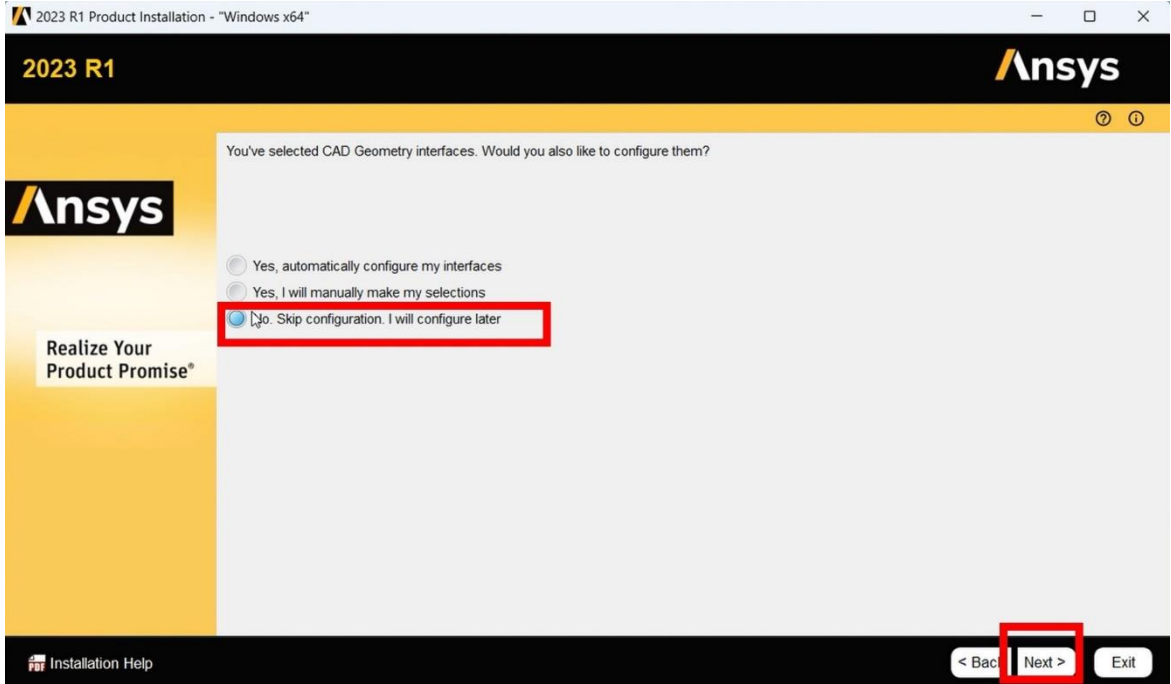 2023 R1 Product Installation - "Windows x64"
2023 R1
Ansys
You've selected CAD Geometry interfaces. Would you also like to configure them?
Ansys
Yes, automatically configure my interfaces
Yes, I will manually make my selections
No. Skip configuration. I will configure later
Realize Your
Product Promise®
PDF Installation Help
< Back Next > Exit